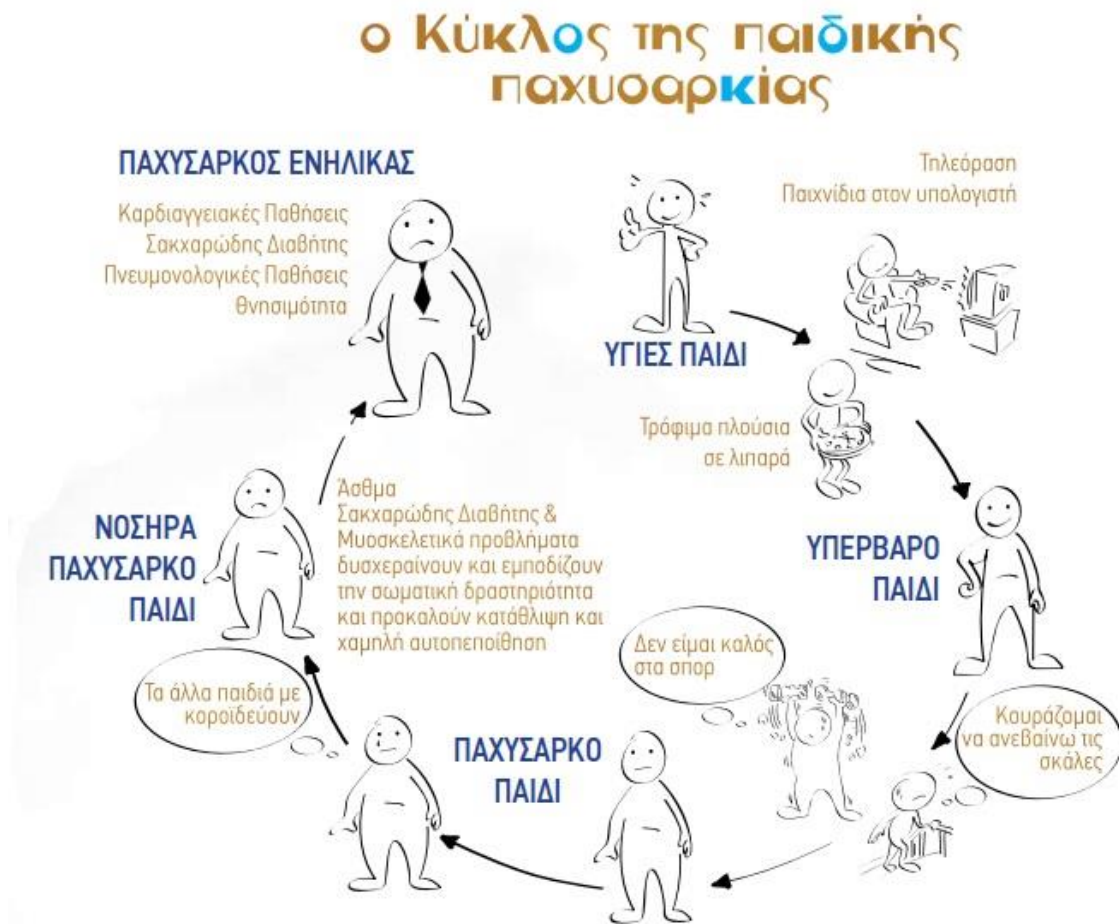 ο Κύκλος της παιδικής
παχυσαρκίας
ΠΑΧΥΣΑΡΚΟΣ ΕΝΗΛΙΚΑΣ
Καρδιαγγειακές Παθήσεις
Σακχαρώδης Διαβήτης
Πνευμονολογικές Παθήσεις
θνησιμότητα
Τηλεόραση
Παιχνίδια στον υπολογιστή
ΥΓΙΕΣ ΠΑΙΔΙ
Τρόφιμα πλούσια
σε λιπαρά
ΥΠΕΡΒΑΡΟ
ΠΑΙΔΙ
Κουράζομαι
να ανεβαίνω τις
σκάλες
Δεν είμαι καλός
στα σπορ
ΠΑΧΥΣΑΡΚΟ
ΠΑΙΔΙ
Τα άλλα παιδιά με
κοροϊδεύουν
ΝΟΣΗΡΑ
ΠΑΧΥΣΑΡΚΟ
ΠΑΙΔΙ
Άσθμα
Σακχαρώδης Διαβήτης &
Μυοσκελετικά προβλήματα
δυσχεραίνουν και εμποδίζουν
την σωματική δραστηριότητα
και προκαλούν κατάθλιψη και
χαμηλή αυτοπεποίθηση